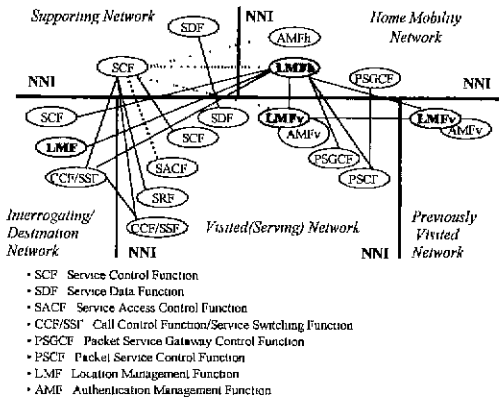 Supporting Network
NNI
Home Mobility
Network
SDF
AMFh
SCF
LMFh
PSGCF
NNI
NNI
SCF
SDF
LMFv
AMFv
LMFv
AMFv
LMF
SCF
PSGCF
CCF/SSF
SACF
PSCF
SRF
Interrogating/
Destination
Network
CCF/SSF
NNI
Visited(Serving) Network
NNI
Previously
Visited
Network
• SCF Service Control Function
• SDF Service Data Function
• SACF Service Access Control Function
• CCF/SSF Call Control Function/Service Switching Function
• PSGCF Packet Service Gateway Control Function
• PSCF Packet Service Control Function
• LMF Location Management Function
• AMF Authentication Management Function